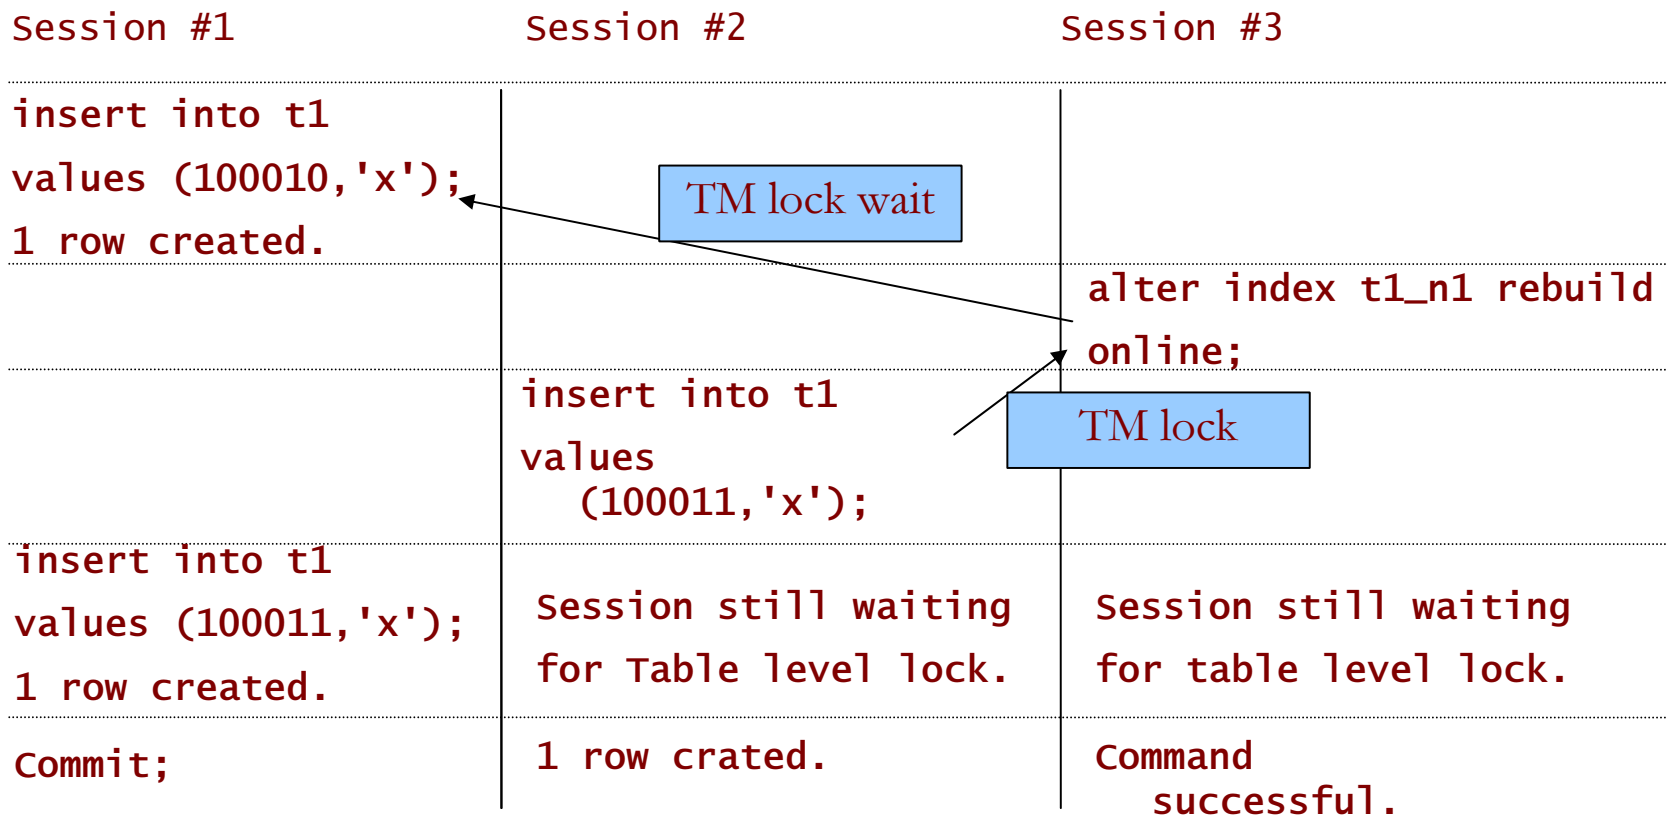 Session #1
Session #2
Session #3
insert into t1
values (100010,'x');
1 row created.
TM lock wait
alter index t1_n1 rebuild
online;
insert into t1
values
(100011,'x');
TM lock
insert into t1
values (100011,'x');
1 row created.
Session still waiting
for Table level lock.
Session still waiting
for table level lock.
Commit;
1 row crated.
Command
successful.